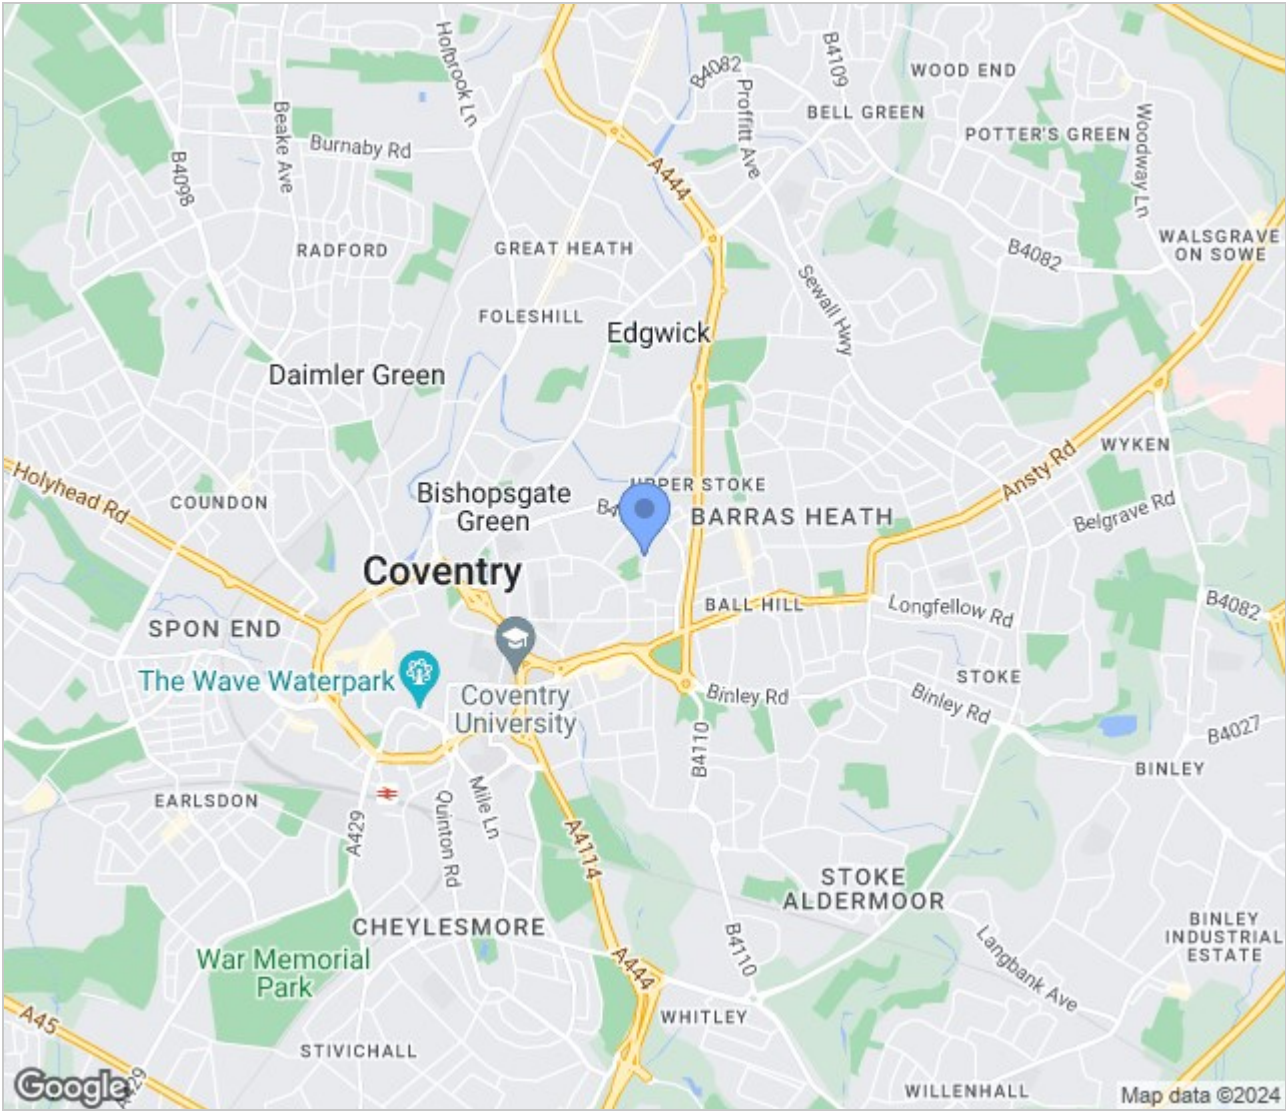 Holbrook Ln
B4082
B4109
WOOD END
BELL GREEN
Proffitt Ave
POTTER'S GREEN
Woodway Ln
Beake Ave
Burnaby Rd
B4098
A444
RADFORD
GREAT HEATH
B4082
WALSGRAVE
ON SOWE
Sewall Hwy
FOLESHILL
Edgwick
Daimler Green
WYKEN
Holyhead Rd
Ansty Rd
COUNDON
Bishopsgate
Green
UPPER STOKE
BARRAS HEATH
Belgrave Rd
Coventry
BALL HILL
Longfellow Rd
B4082
SPON END
The Wave Waterpark
Coventry
University
Binley Rd
STOKE
Binley Rd
B4027
B4110
BINLEY
EARLSDON
A429
Quinton Rd
Mile Ln
A4114
STOKE
ALDERMOOR
CHEYLESMORE
War Memorial
Park
A444
B4110
Langbank Ave
BINLEY
INDUSTRIAL
ESTATE
A45
WHITLEY
STIVICHALL
A429
WILLENHALL
Google
Map data ©2024